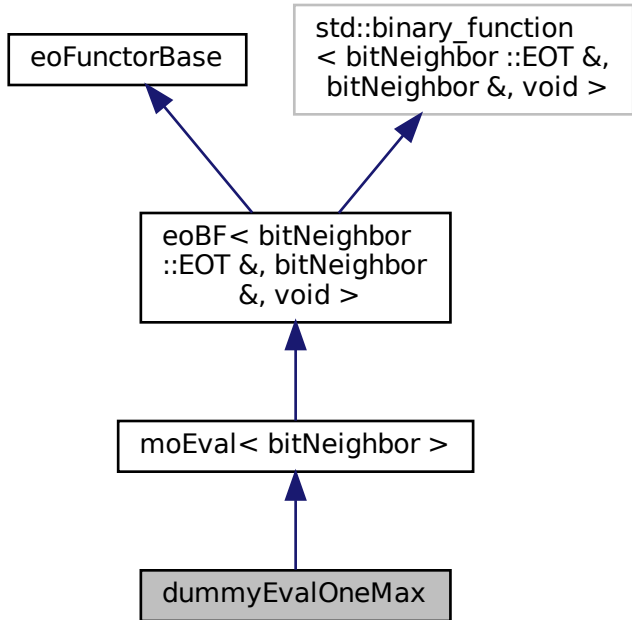 eoFunctorBase
std::binary_function
< bitNeighbor ::EOT &,
bitNeighbor &, void >
eoBF< bitNeighbor
::EOT &, bitNeighbor
&, void >
moEval< bitNeighbor >
dummyEvalOneMax